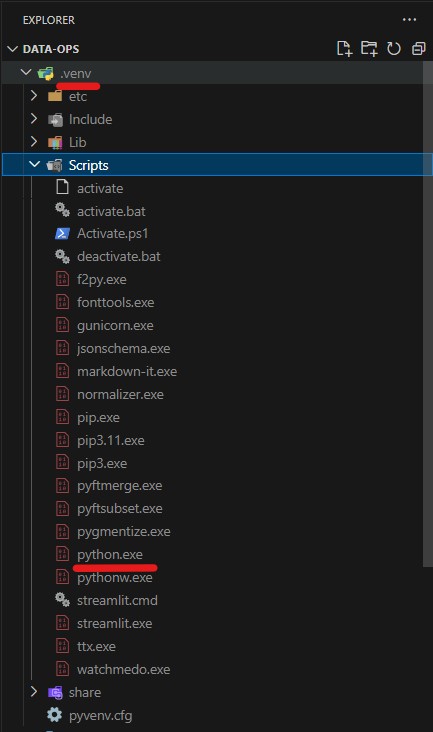 EXPLORER
DATA-OPS
.venv
etc
Include
Lib
Scripts
activate
activate.bat
Activate.ps1
deactivate.bat
f2py.exe
fonttools.exe
gunicorn.exe
jsonschema.exe
markdown-it.exe
normalizer.exe
pip.exe
pip3.11.exe
pip3.exe
pyftmerge.exe
pyftsubset.exe
pygmentize.exe
python.exe
pythonw.exe
streamlit.cmd
streamlit.exe
ttx.exe
watchmedo.exe
share
pyvenv.cfg